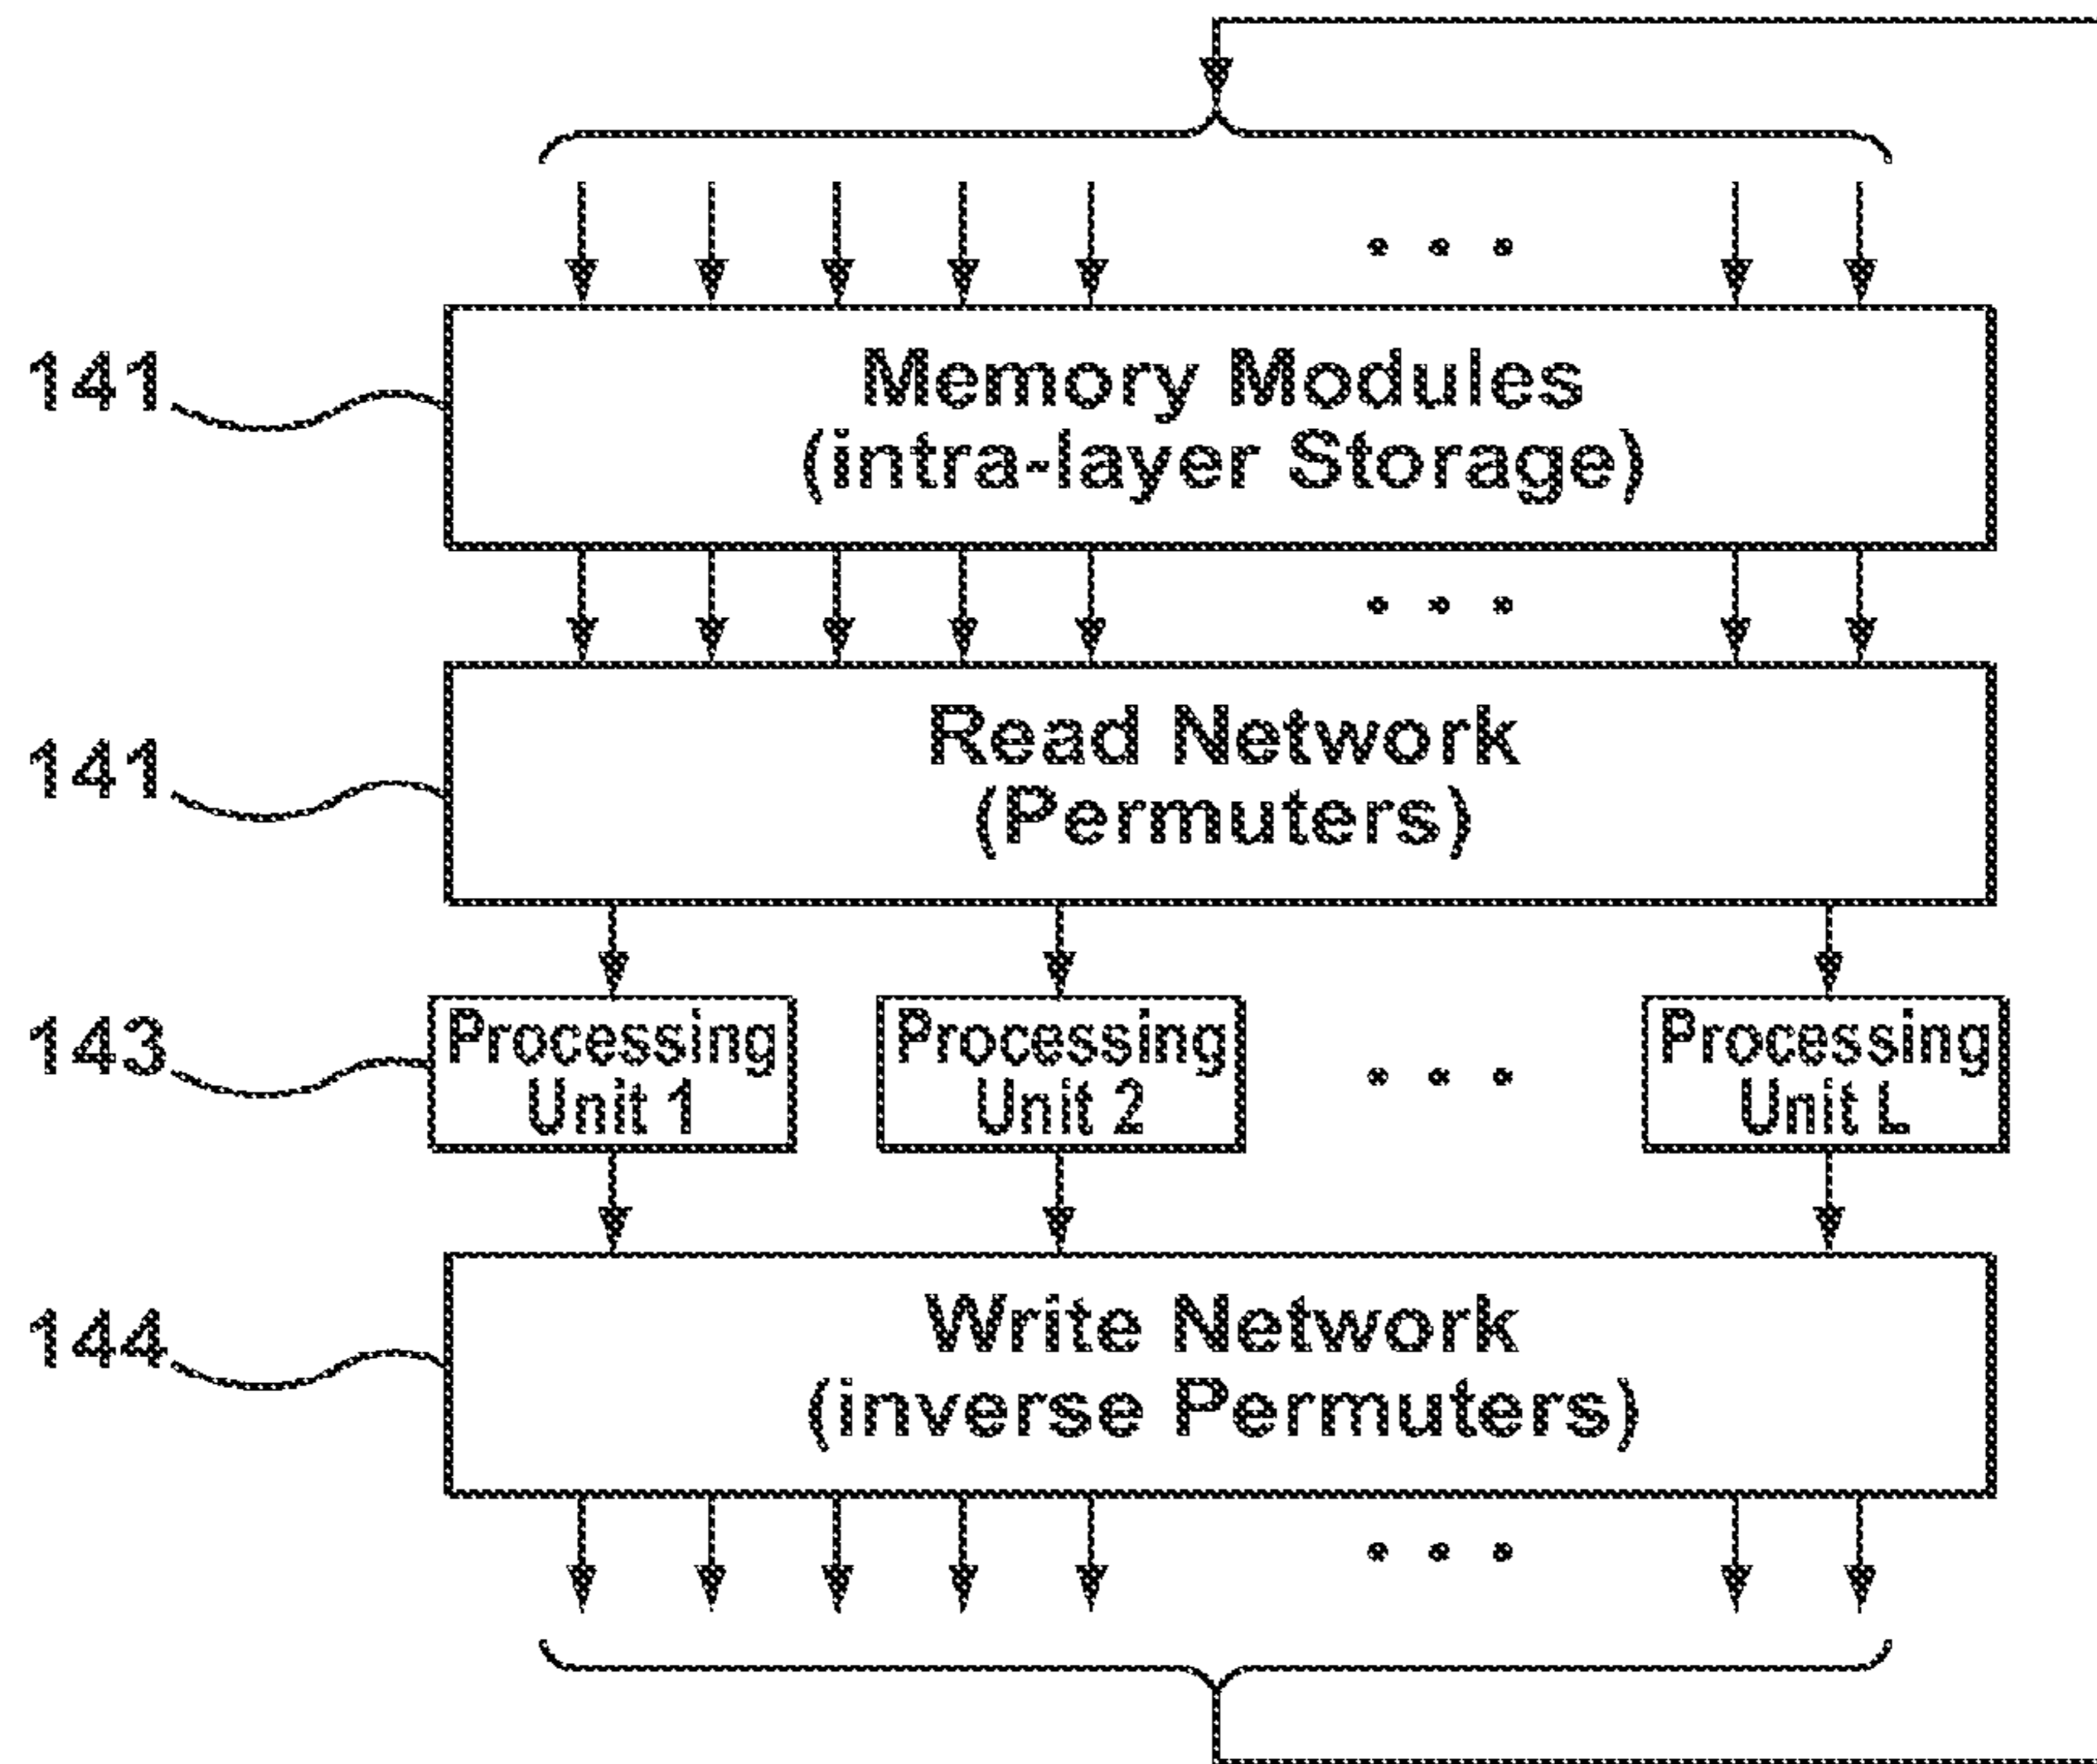 141
Memory Modules
(intra-layer Storage)
141
Read Network
(Permuters)
143
Processing
Unit 1
Processing
Unit 2
Processing
Unit L
144
Write Network
(inverse Permuters)